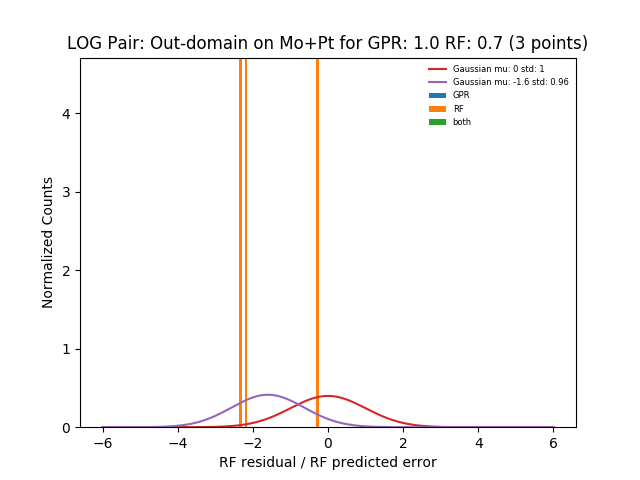 LOG Pair: Out-domain on Mo+Pt for GPR: 1.0 RF: 0.7 (3 points)
Gaussian mu: 0 std: 1
Gaussian mu: -1.6 std: 0.96
GPR
RF
both
Normalized Counts
4
3
2
1
0
−6 −4 −2 0 2 4 6
RF residual / RF predicted error